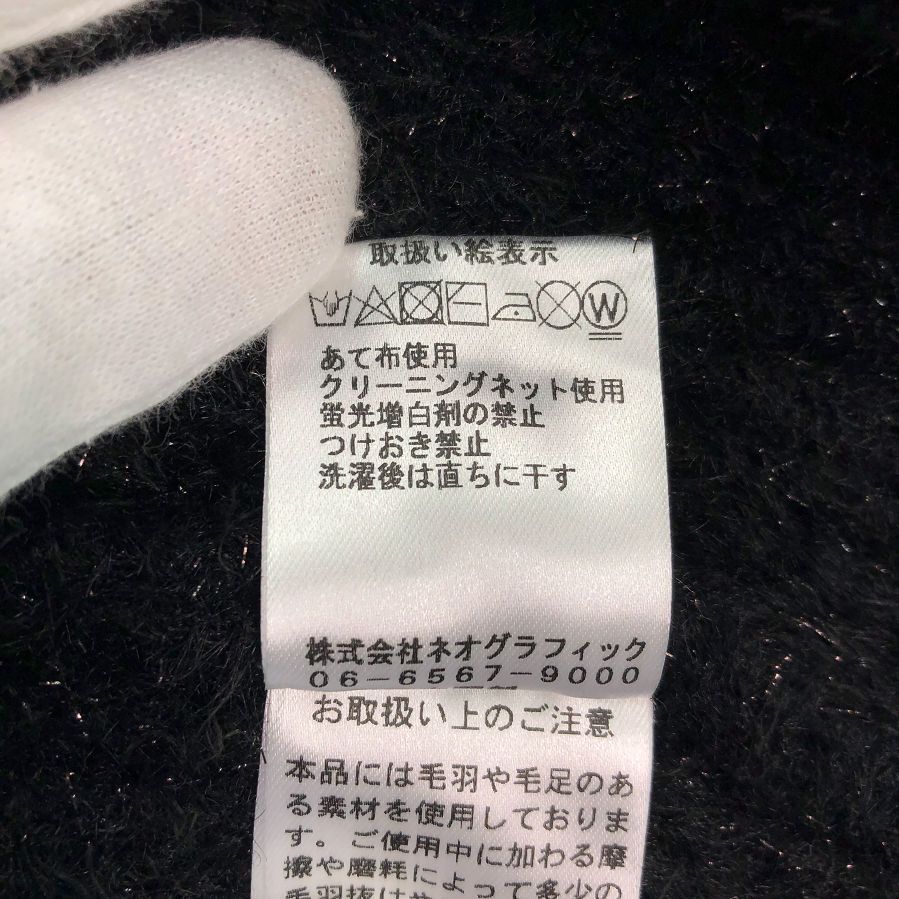 取扱い絵表示
W
あて布使用
クリーニングネット使用
蛍光増白剤の禁止
つけおき禁止
洗濯後は直ちに干す
株式会社ネオグラフィック
06-6567-9000
お取扱い上のご注意
本品には毛羽や毛足のあ
る素材を使用しておりま
す。ご使用中に加わる摩
擦や磨耗によって多少の
毛羽抜け